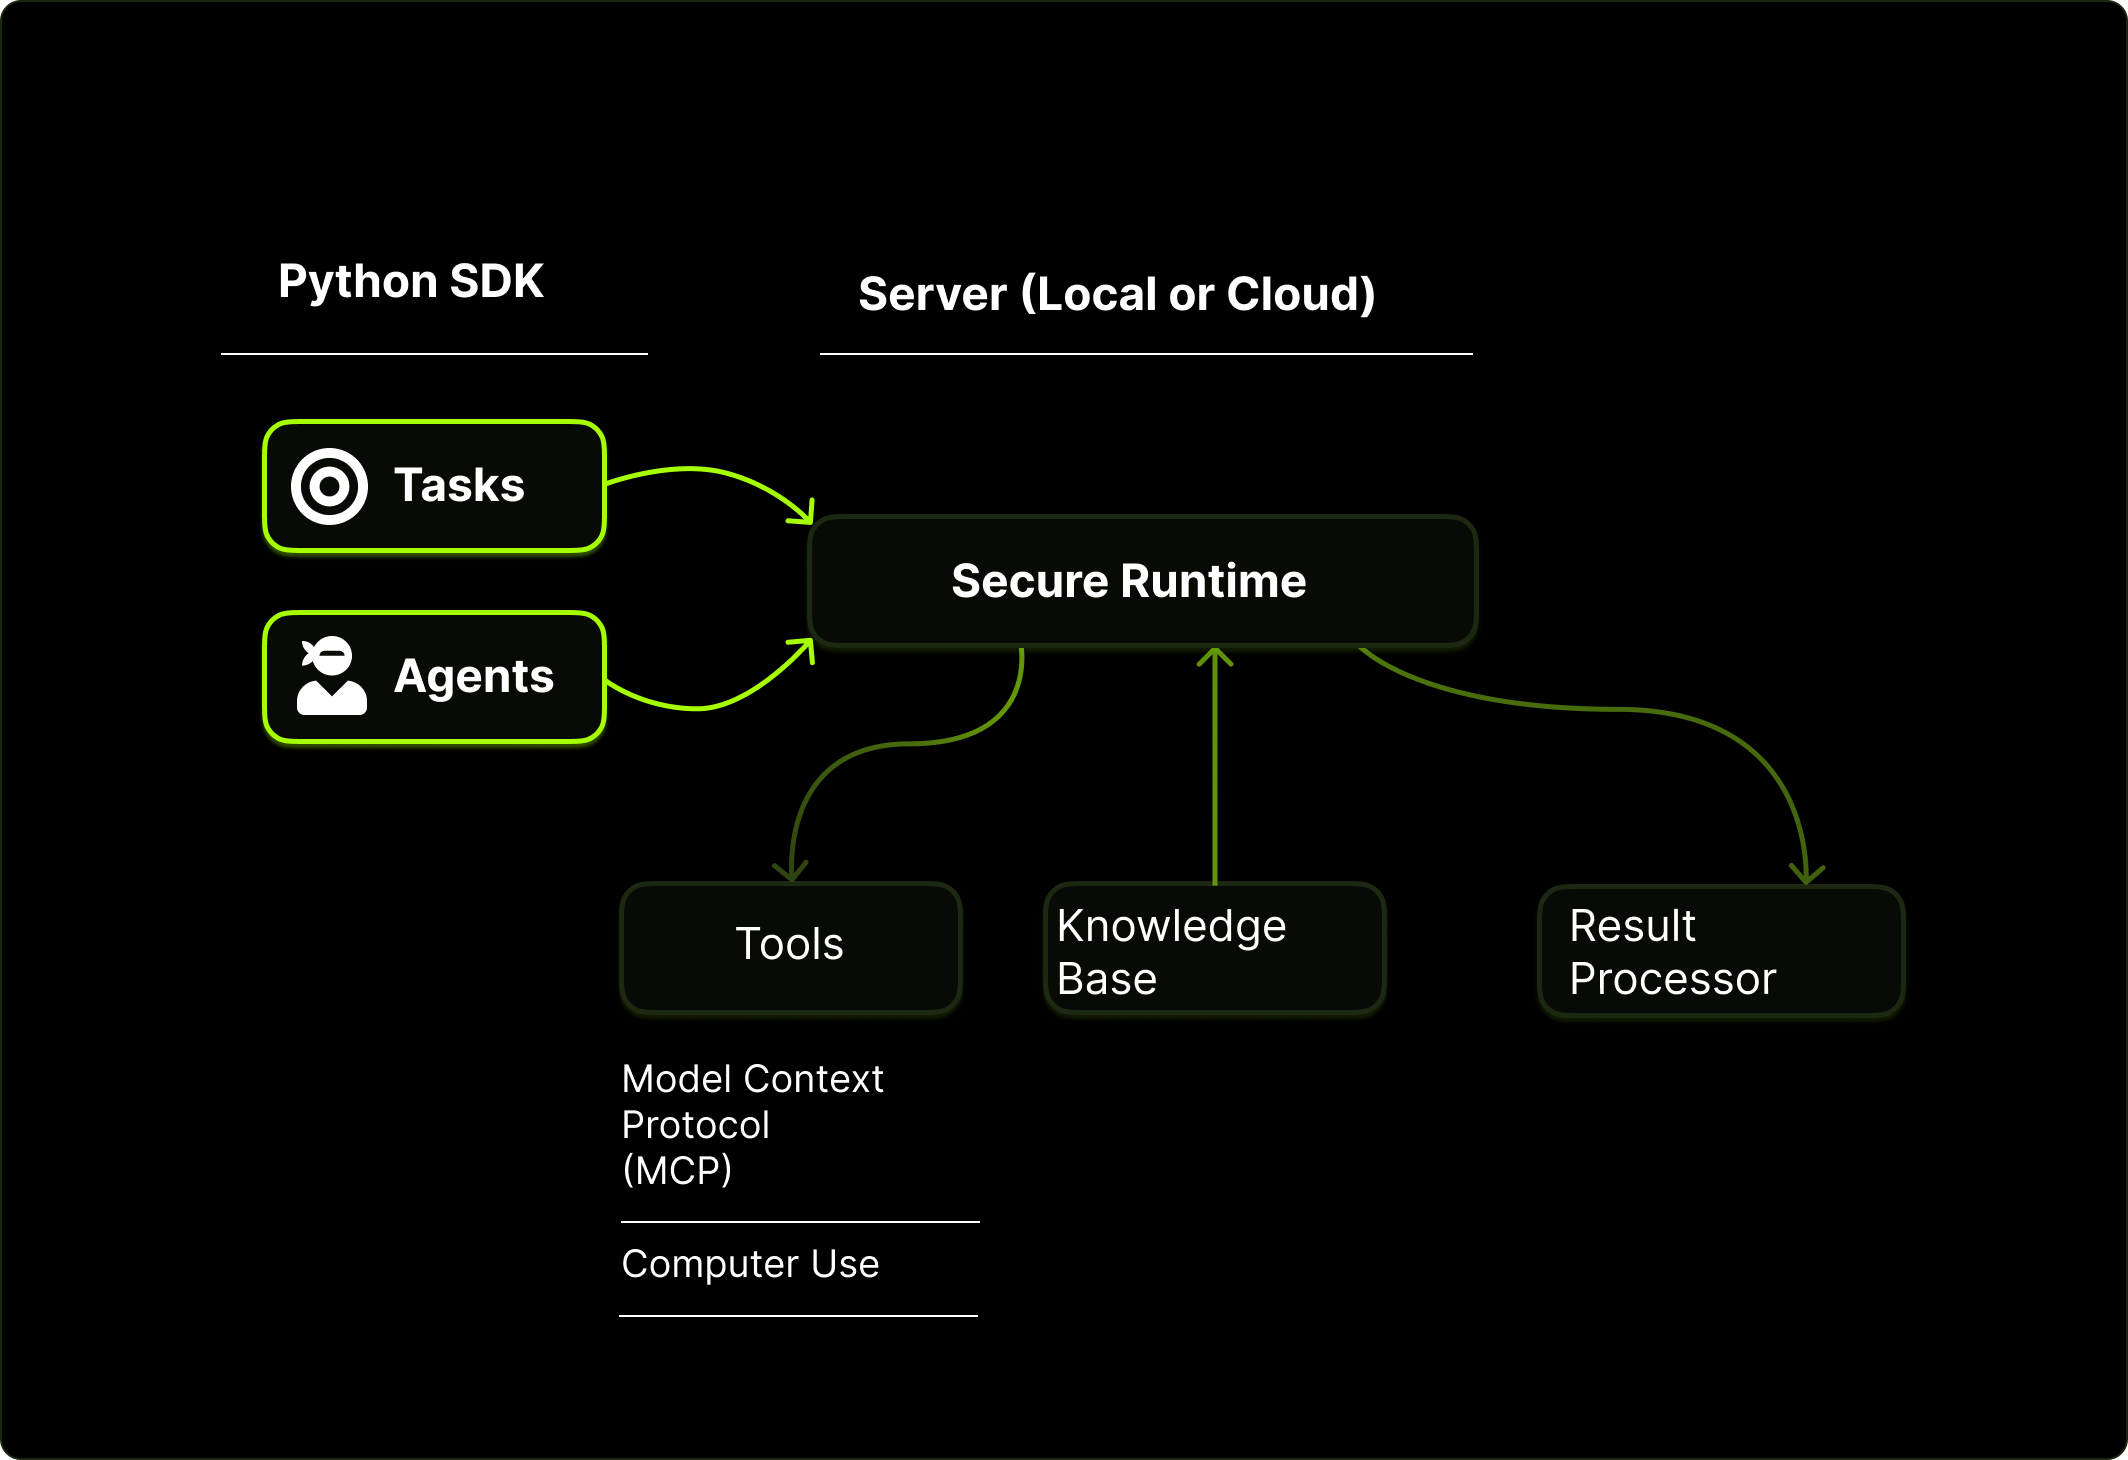 Python SDK
Server (Local or Cloud)
Tasks
Agents
Secure Runtime
Tools
Knowledge
Base
Result
Processor
Model Context
Protocol
(MCP)
Computer Use